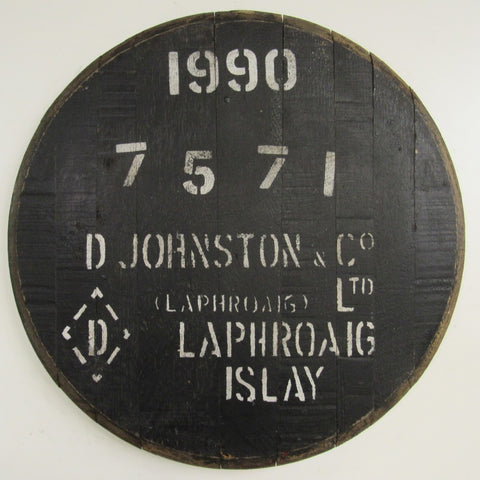 1990
7571
D JOHNSTON & Cº
(LAPHROAIG) LTD
D LAPHROAIG
ISLAY